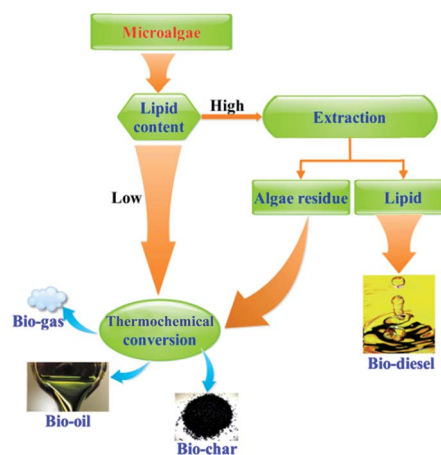 Microalgae
Lipid
content
High
Extraction
Low
Algae residue
Lipid
Thermochemical
conversion
Bio-gas
Bio-oil
Bio-char
Bio-diesel